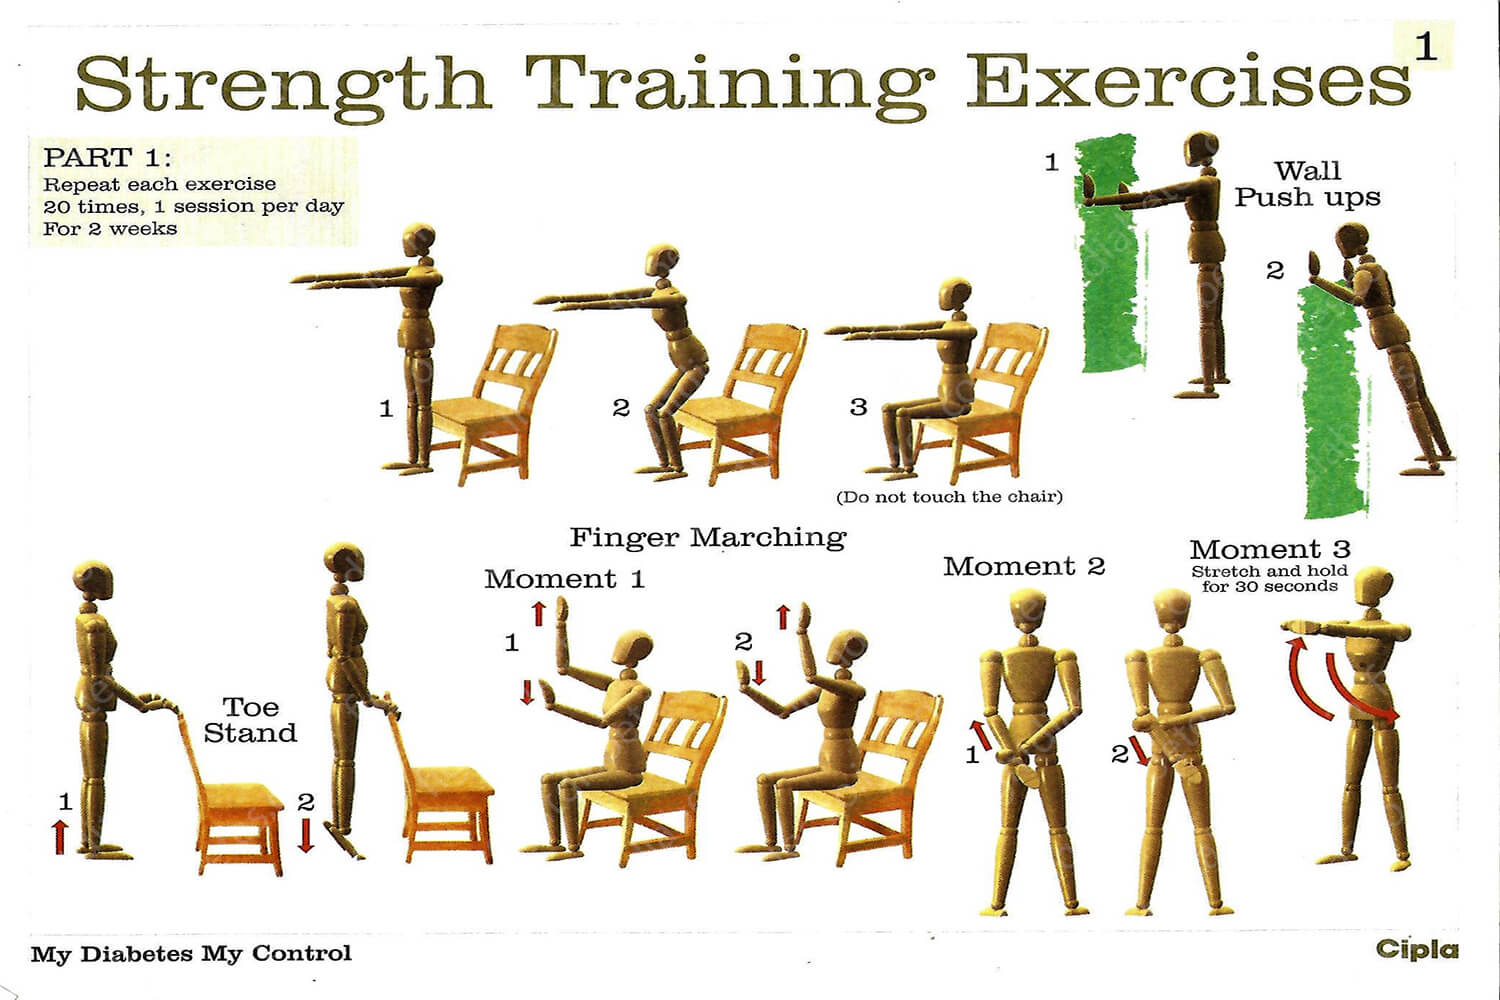 Strength Training Exercises
1
PART 1:
Repeat each exercise
20 times, 1 session per day
For 2 weeks
1
2
3
(Do not touch the chair)
1
Wall
Push ups
2
Toe
Stand
1
2
Finger Marching
Moment 1
1
2
Moment 2
1
2
Moment 3
Stretch and hold
for 30 seconds
My Diabetes My Control
Cipla